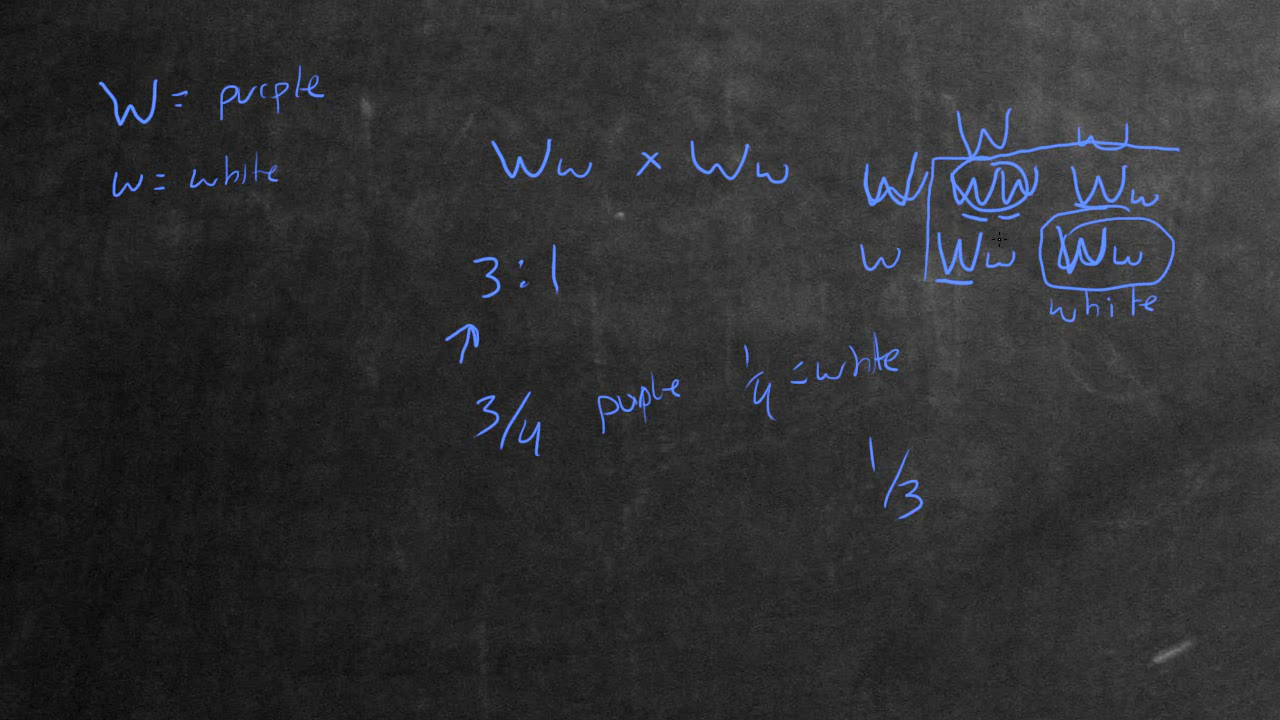 W = purple
w = white
Ww x Ww
W w
W WW Ww
w Ww Ww
white
3:1
3/4 purple 1/4 = white
1/3